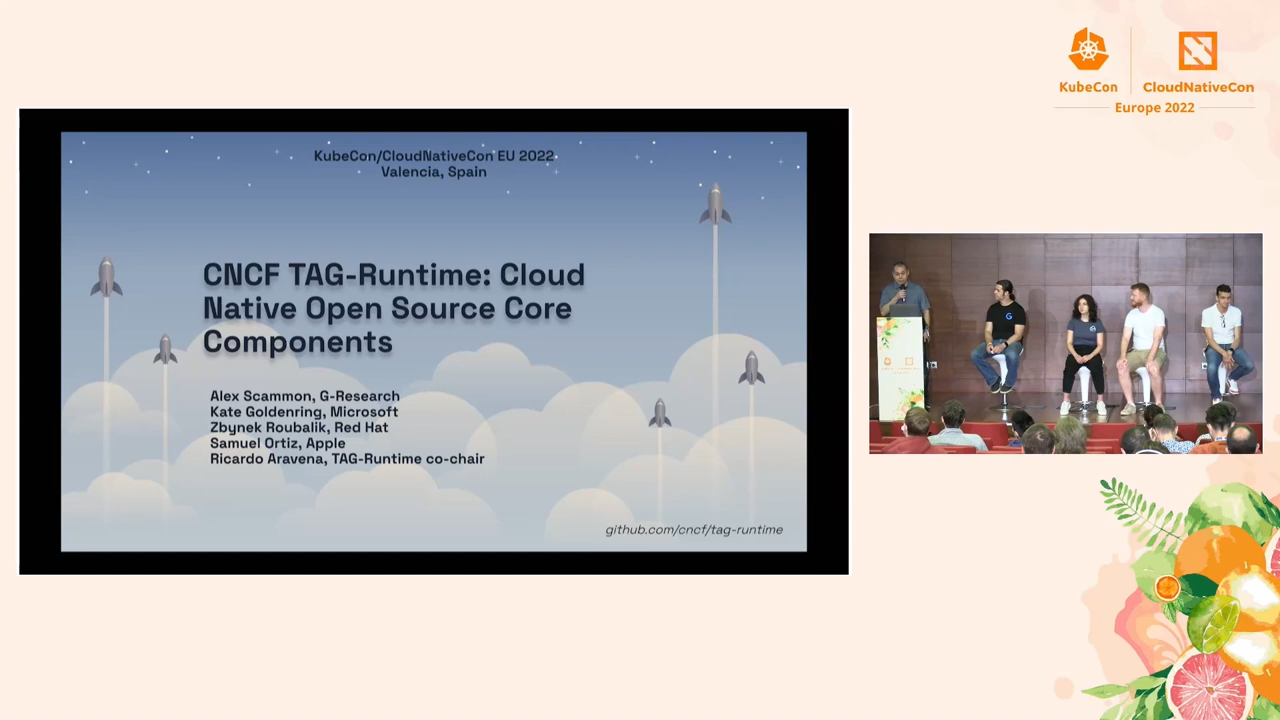 KubeCon
CloudNativeCon
Europe 2022
KubeCon/CloudNativeCon EU 2022
Valencia, Spain
CNCF TAG-Runtime: Cloud
Native Open Source Core
Components
Alex Scammon, G-Research
Kate Goldenring, Microsoft
Zbynek Roubalik, Red Hat
Samuel Ortiz, Apple
Ricardo Aravena, TAG-Runtime co-chair
github.com/cncf/tag-runtime